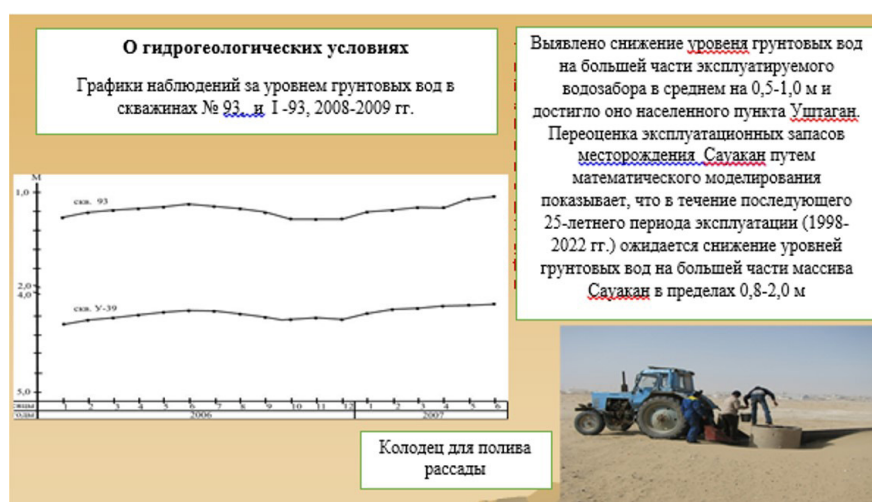 О гидрогеологических условиях
Графики наблюдений за уровнем грунтовых вод в
скважинах № 93, и I -93, 2008-2009 гг.
Выявлено снижение уровеня грунтовых вод
на большей части эксплуатируемого
водозабора в среднем на 0,5-1,0 м и
достигло оно населенного пункта Уштаган.
Переоценка эксплуатационных запасов
месторождения Сауакан путем
математического моделирования
показывает, что в течение последующего
25-летнего периода эксплуатации (1998-
2022 гг.) ожидается снижение уровней
грунтовых вод на большей части массива
Сауакан в пределах 0,8-2,0 м
М
1,0
скв. 93
2,0
4,0
скв. У-39
5,0
1 2 3 4 5 6 7 8 9 10 11 12 1 2 3 4 5 6
2006 2007
Колодец для полива
рассады